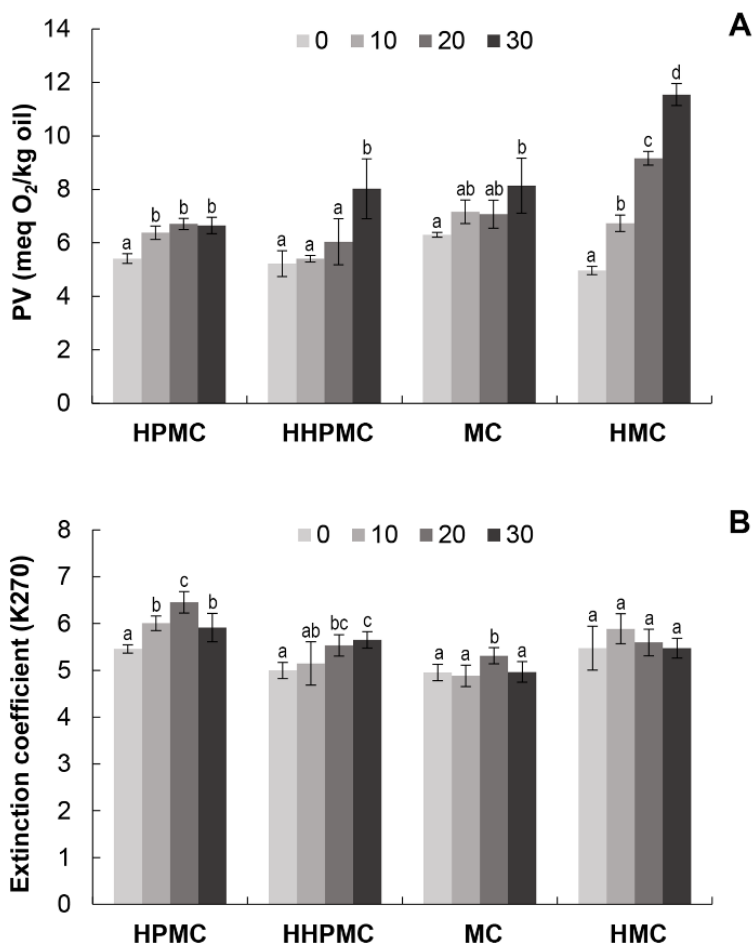 A
0 10 20 30
14
12
10
8
6
4
2
0
PV (meq O₂/kg oil)
a b b b
a a a b
a ab ab b
a b c d
HPMC HHPMC MC HMC
B
0 10 20 30
8
7
6
5
4
3
2
1
0
Extinction coefficient (K270)
a b c b
a ab bc c
a a b a
a a a a
HPMC HHPMC MC HMC